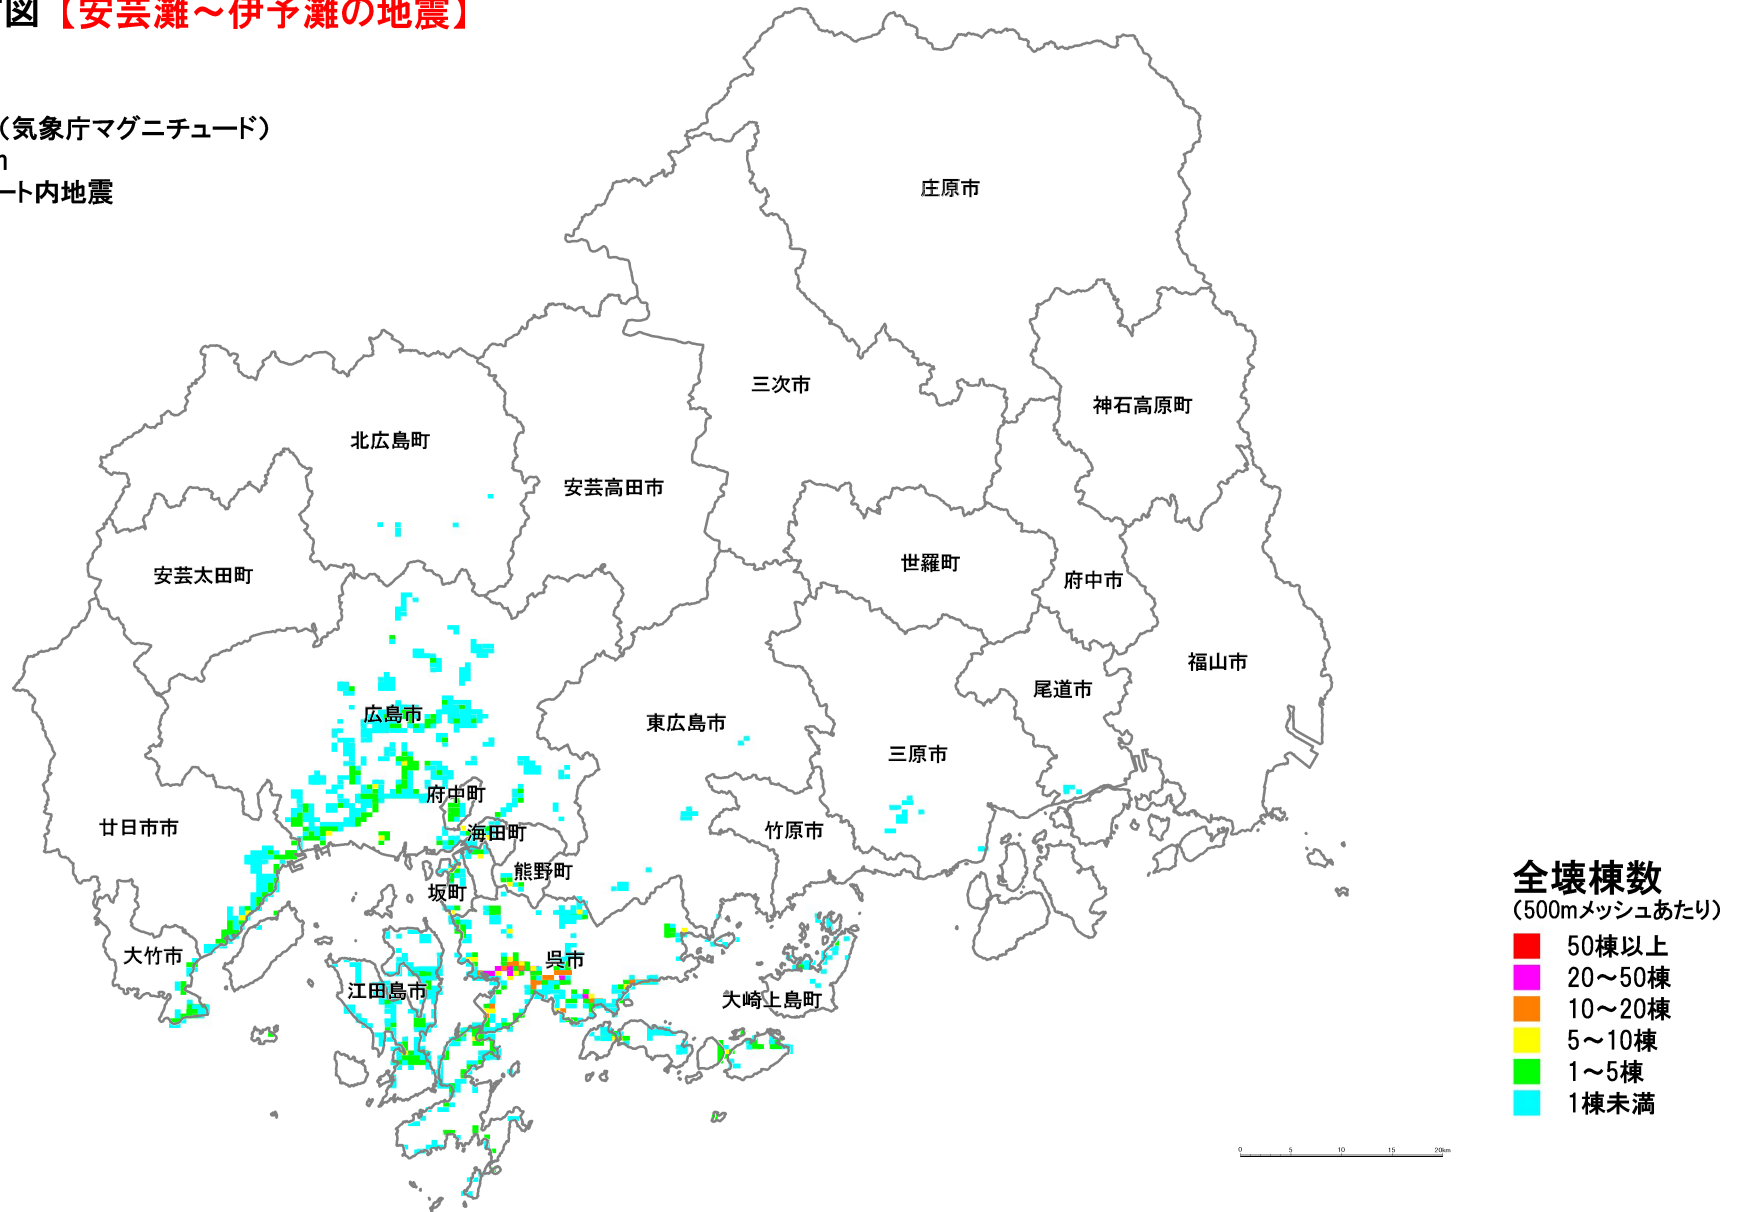 図【安芸灘～伊予灘の地震】
（気象庁マグニチュード）
ート内地震
庄原市
三次市
神石高原町
北広島町
安芸高田市
世羅町
安芸太田町
府中市
福山市
尾道市
広島市
東広島市
三原市
府中町
廿日市市
海田町
竹原市
熊野町
坂町
大竹市
呉市
江田島市
大崎上島町
全壊棟数
（500mメッシュあたり）
50棟以上
20～50棟
10～20棟
5～10棟
1～5棟
1棟未満
0 5 10 15 20km